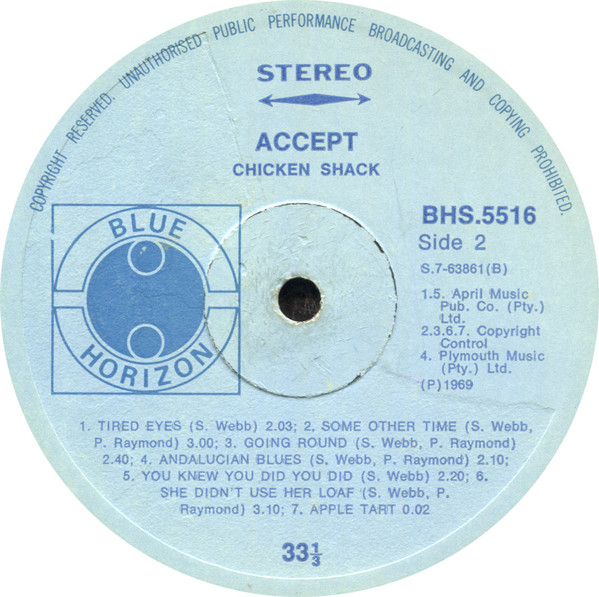 COPYRIGHT RESERVED. UNAUTHORISED PUBLIC PERFORMANCE BROADCASTING AND COPYING PROHIBITED.
STEREO
ACCEPT
CHICKEN SHACK
BLUE
HORIZON
BHS.5516
Side 2
S.7-63861(B)
1.5. April Music
Pub. Co. (Pty.)
Ltd.
2.3.6.7. Copyright
Control
4. Plymouth Music
(Pty.) Ltd.
(P)1969
1. TIRED EYES (S. Webb) 2.03; 2. SOME OTHER TIME (S. Webb,
P. Raymond) 3.00; 3. GOING ROUND (S. Webb, P. Raymond)
2.40; 4. ANDALUCIAN BLUES (S. Webb, P. Raymond) 2.10;
5. YOU KNEW YOU DID YOU DID (S. Webb) 2.20; 6.
SHE DIDN'T USE HER LOAF (S. Webb, P.
Raymond) 3.10; 7. APPLE TART 0.02
33⅓